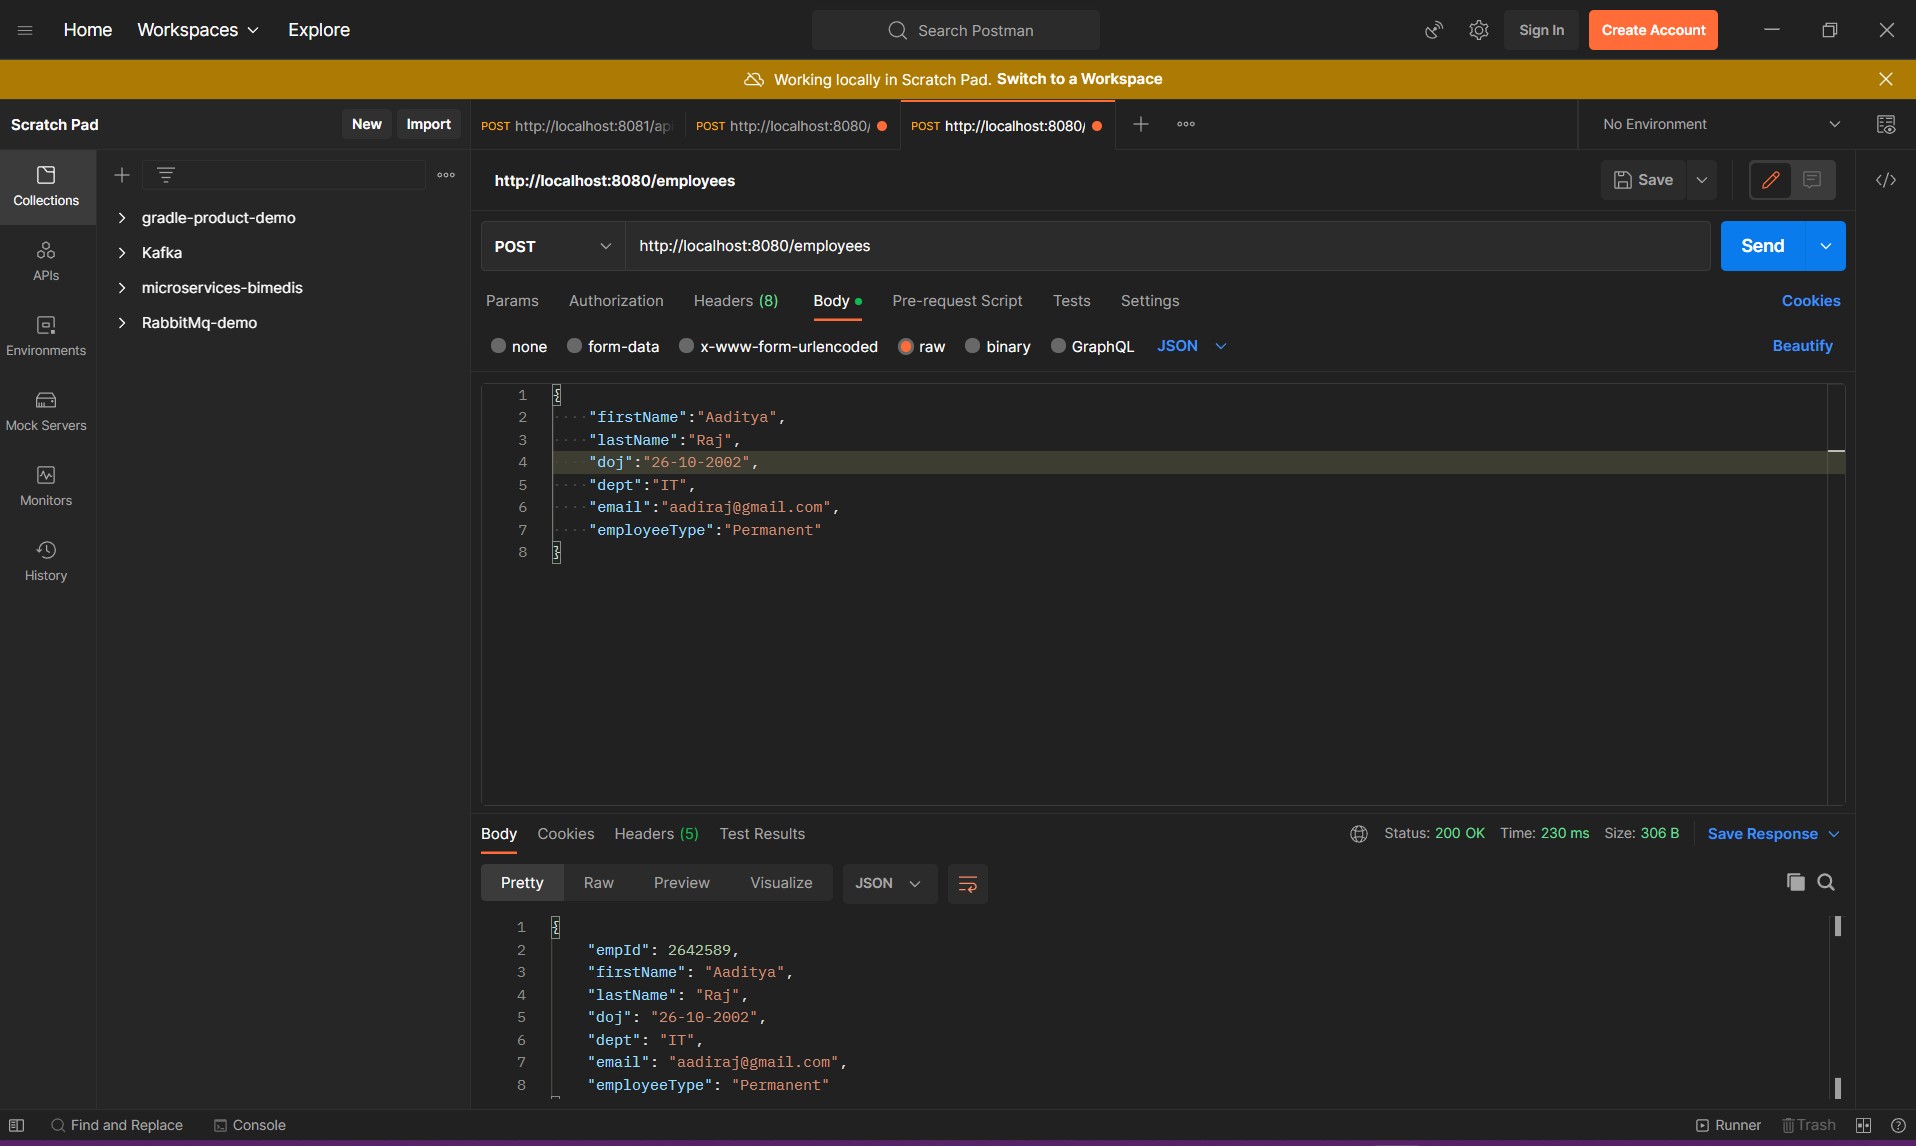 Home Workspaces Explore Search Postman Sign In Create Account
Working locally in Scratch Pad. Switch to a Workspace
Scratch Pad New Import POST http://localhost:8081/api POST http://localhost:8080/ POST http://localhost:8080/ No Environment
Collections
APIs
Environments
Mock Servers
Monitors
History
gradle-product-demo
Kafka
microservices-bimedis
RabbitMq-demo
http://localhost:8080/employees Save
POST http://localhost:8080/employees Send
Params Authorization Headers (8) Body Pre-request Script Tests Settings Cookies
none form-data x-www-form-urlencoded raw binary GraphQL JSON Beautify
1 {
2 "firstName":"Aaditya",
3 "lastName":"Raj",
4 "doj":"26-10-2002",
5 "dept":"IT",
6 "email":"aadiraj@gmail.com",
7 "employeeType":"Permanent"
8 }
Body Cookies Headers (5) Test Results Status: 200 OK Time: 230 ms Size: 306 B Save Response
Pretty Raw Preview Visualize JSON
1 {
2 "empId": 2642589,
3 "firstName": "Aaditya",
4 "lastName": "Raj",
5 "doj": "26-10-2002",
6 "dept": "IT",
7 "email": "aadiraj@gmail.com",
8 "employeeType": "Permanent"
Find and Replace Console Runner Trash